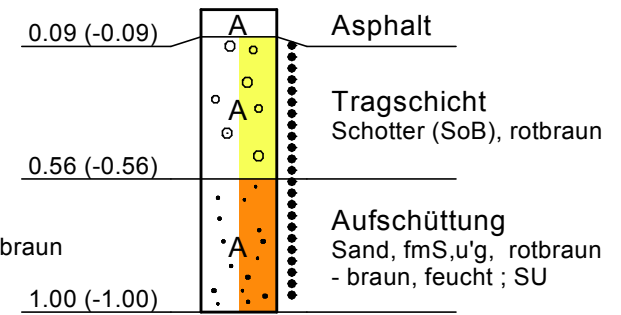 A
Asphalt
0.09 (-0.09)
A
Tragschicht
Schotter (SoB), rotbraun
0.56 (-0.56)
Aufschüttung
braun
A
Sand, fmS,u'g, rotbraun
- braun, feucht ; SU
1.00 (-1.00)